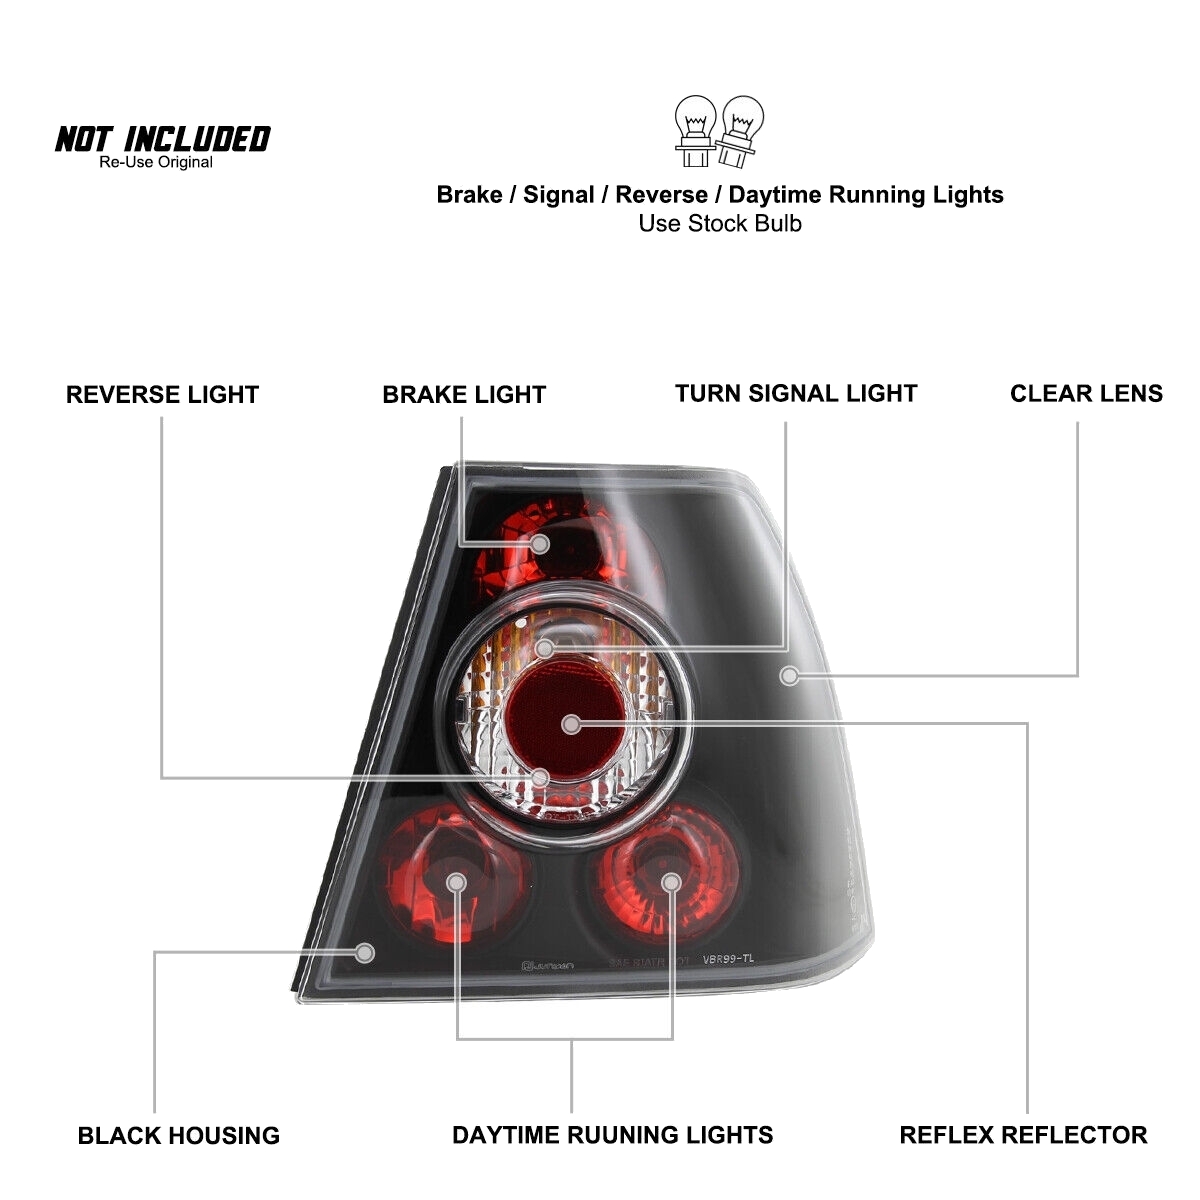 NOT INCLUDED
Re-Use Original
Brake / Signal / Reverse / Daytime Running Lights
Use Stock Bulb
REVERSE LIGHT
BRAKE LIGHT
TURN SIGNAL LIGHT
CLEAR LENS
VBR99-TL
BLACK HOUSING
DAYTIME RUUNING LIGHTS
REFLEX REFLECTOR